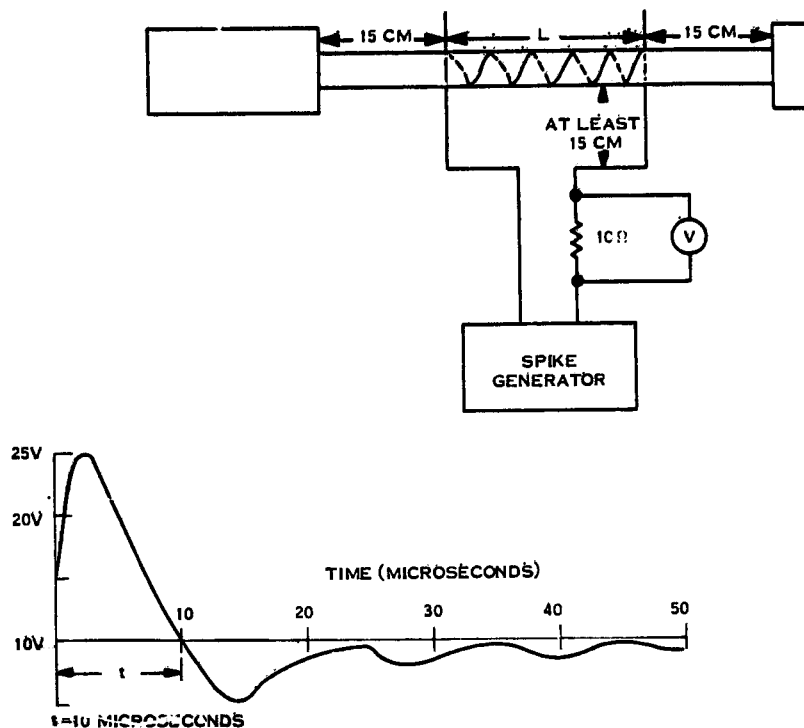 15 CM L 15 CM
AT LEAST
15 CM
10Ω V
SPIKE
GENERATOR
25V
20V
TIME (MICROSECONDS)
10 20 30 40 50
10V
t
t=10 MICROSECONDS